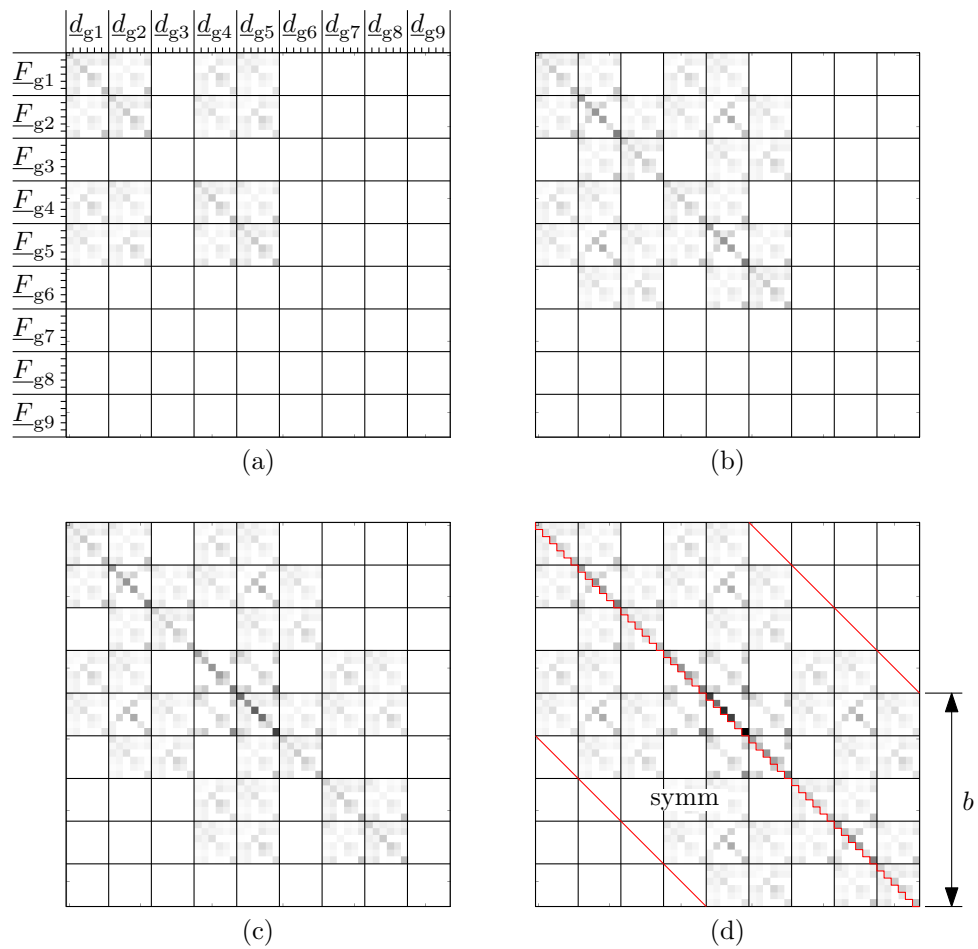 d_g1 d_g2 d_g3 d_g4 d_g5 d_g6 d_g7 d_g8 d_g9
F_g1
F_g2
F_g3
F_g4
F_g5
F_g6
F_g7
F_g8
F_g9
(a)
(b)
symm
b
(c)
(d)